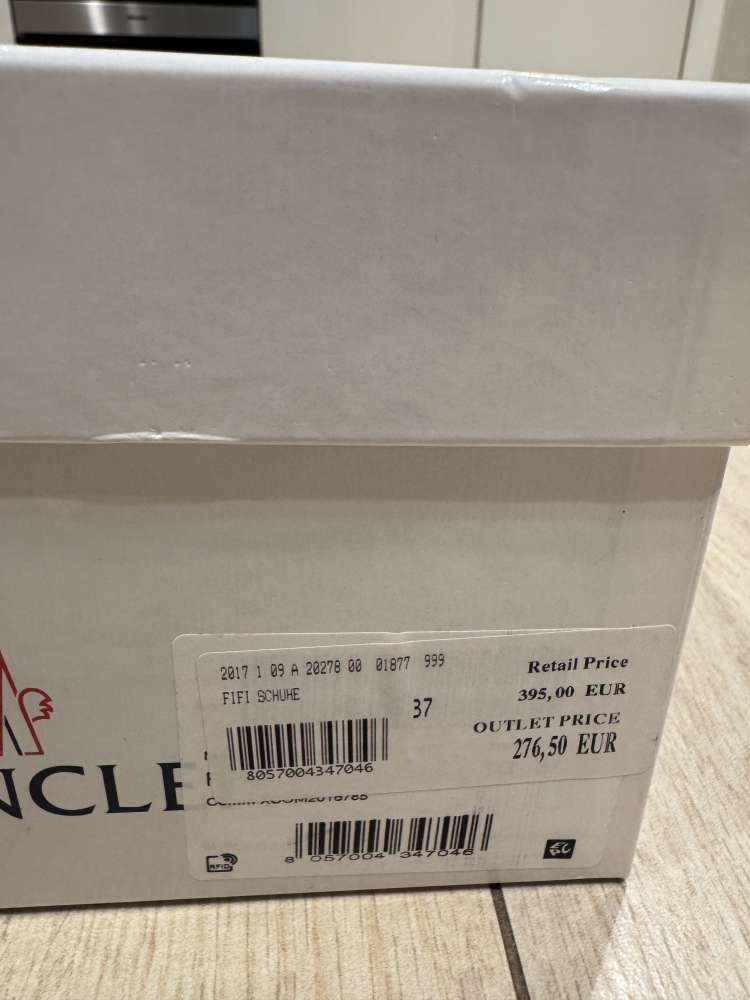 2017 1 09 A 20278 00 01877 999
FIFI SCHUHE
37
8057004347046
Retail Price
395,00 EUR
OUTLET PRICE
276,50 EUR
NCLE
8 057004 347046
RFID